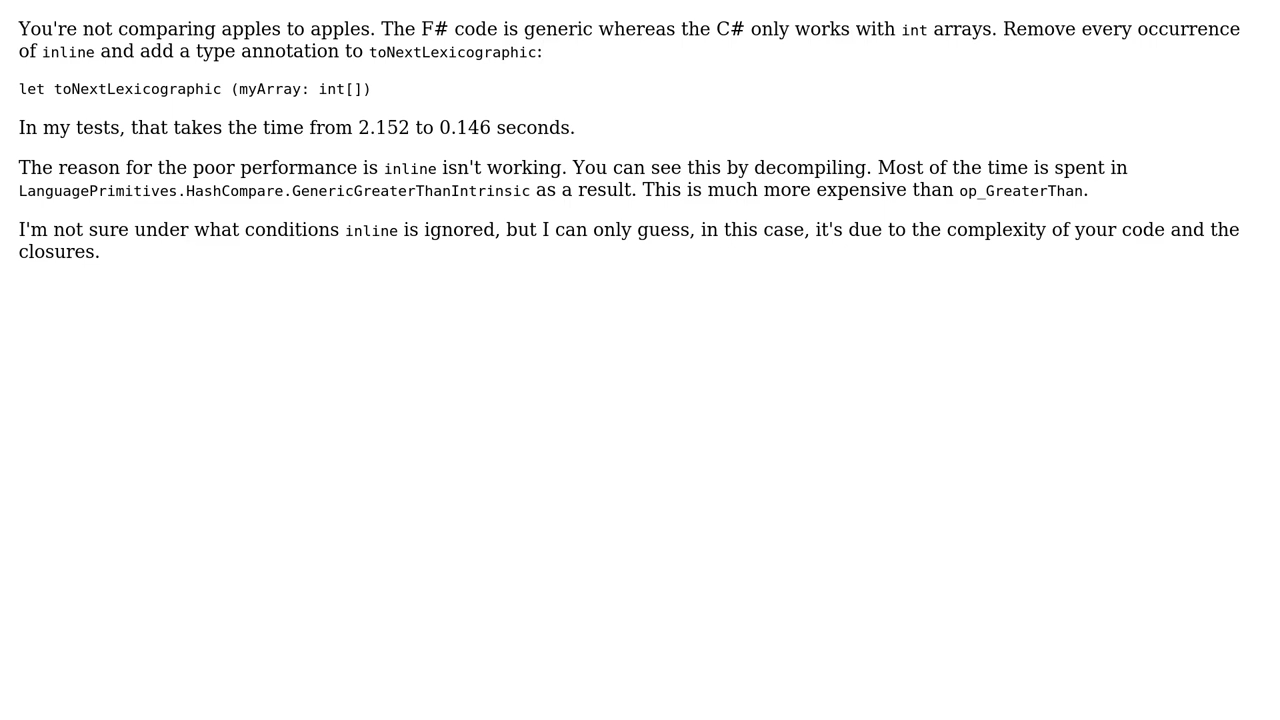 You're not comparing apples to apples. The F# code is generic whereas the C# only works with int arrays. Remove every occurrence
of inline and add a type annotation to toNextLexicographic:
let toNextLexicographic (myArray: int[])
In my tests, that takes the time from 2.152 to 0.146 seconds.
The reason for the poor performance is inline isn't working. You can see this by decompiling. Most of the time is spent in
LanguagePrimitives.HashCompare.GenericGreaterThanIntrinsic as a result. This is much more expensive than op_GreaterThan.
I'm not sure under what conditions inline is ignored, but I can only guess, in this case, it's due to the complexity of your code and the
closures.